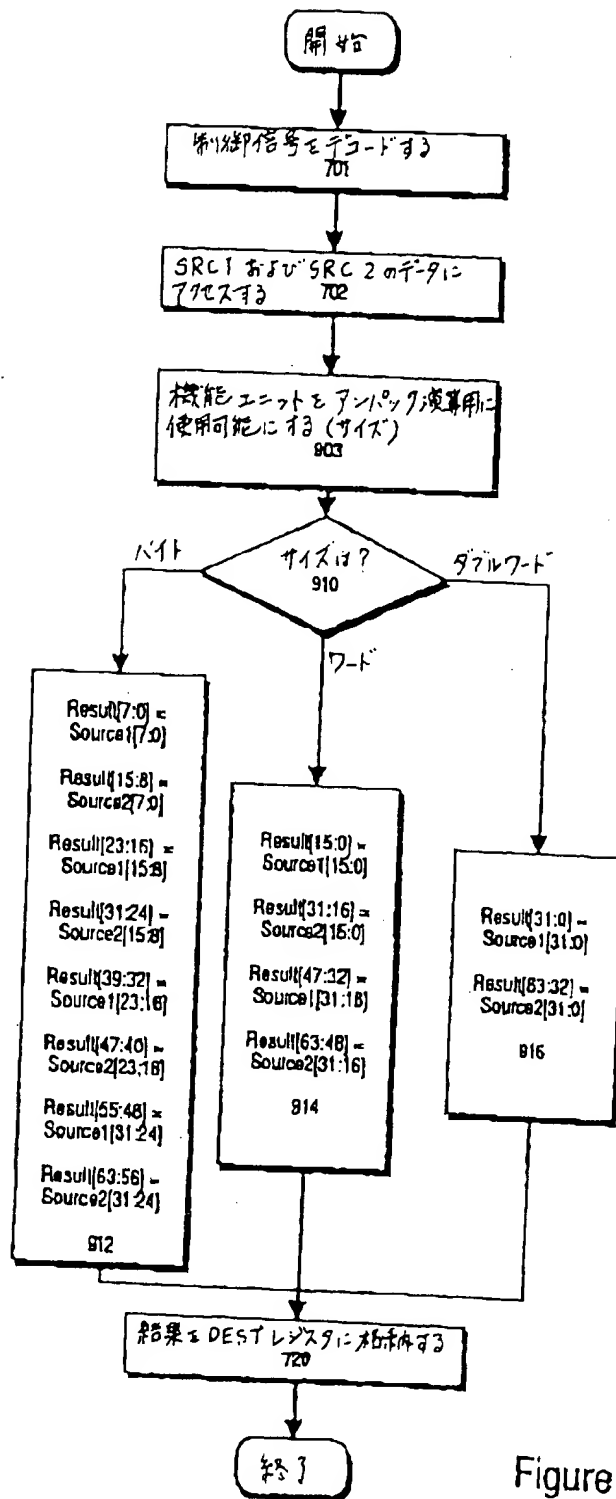 開始
制御信号をデコードする
701
SRC1 および SRC 2 のデータに
アクセスする 702
機能ユニットをアンパック演算用に
使用可能にする(サイズ)
903
バイト
サイズは?
910
ダブルワード
ワード
Result[7:0] =
Source1[7:0]
Result[15:8] =
Source2[7:0]
Result[23:16] =
Source1[15:8]
Result[31:24] =
Source2[15:8]
Result[39:32] =
Source1[23:16]
Result[47:40] =
Source2[23:16]
Result[55:48] =
Source1[31:24]
Result[63:56] =
Source2[31:24]
912
Result[15:0] =
Source1[15:0]
Result[31:16] =
Source2[15:0]
Result[47:32] =
Source1[31:16]
Result[63:48] =
Source2[31:16]
914
Result[31:0] =
Source1[31:0]
Result[63:32] =
Source2[31:0]
916
結果を DEST レジスタに格納する
720
終了
Figure